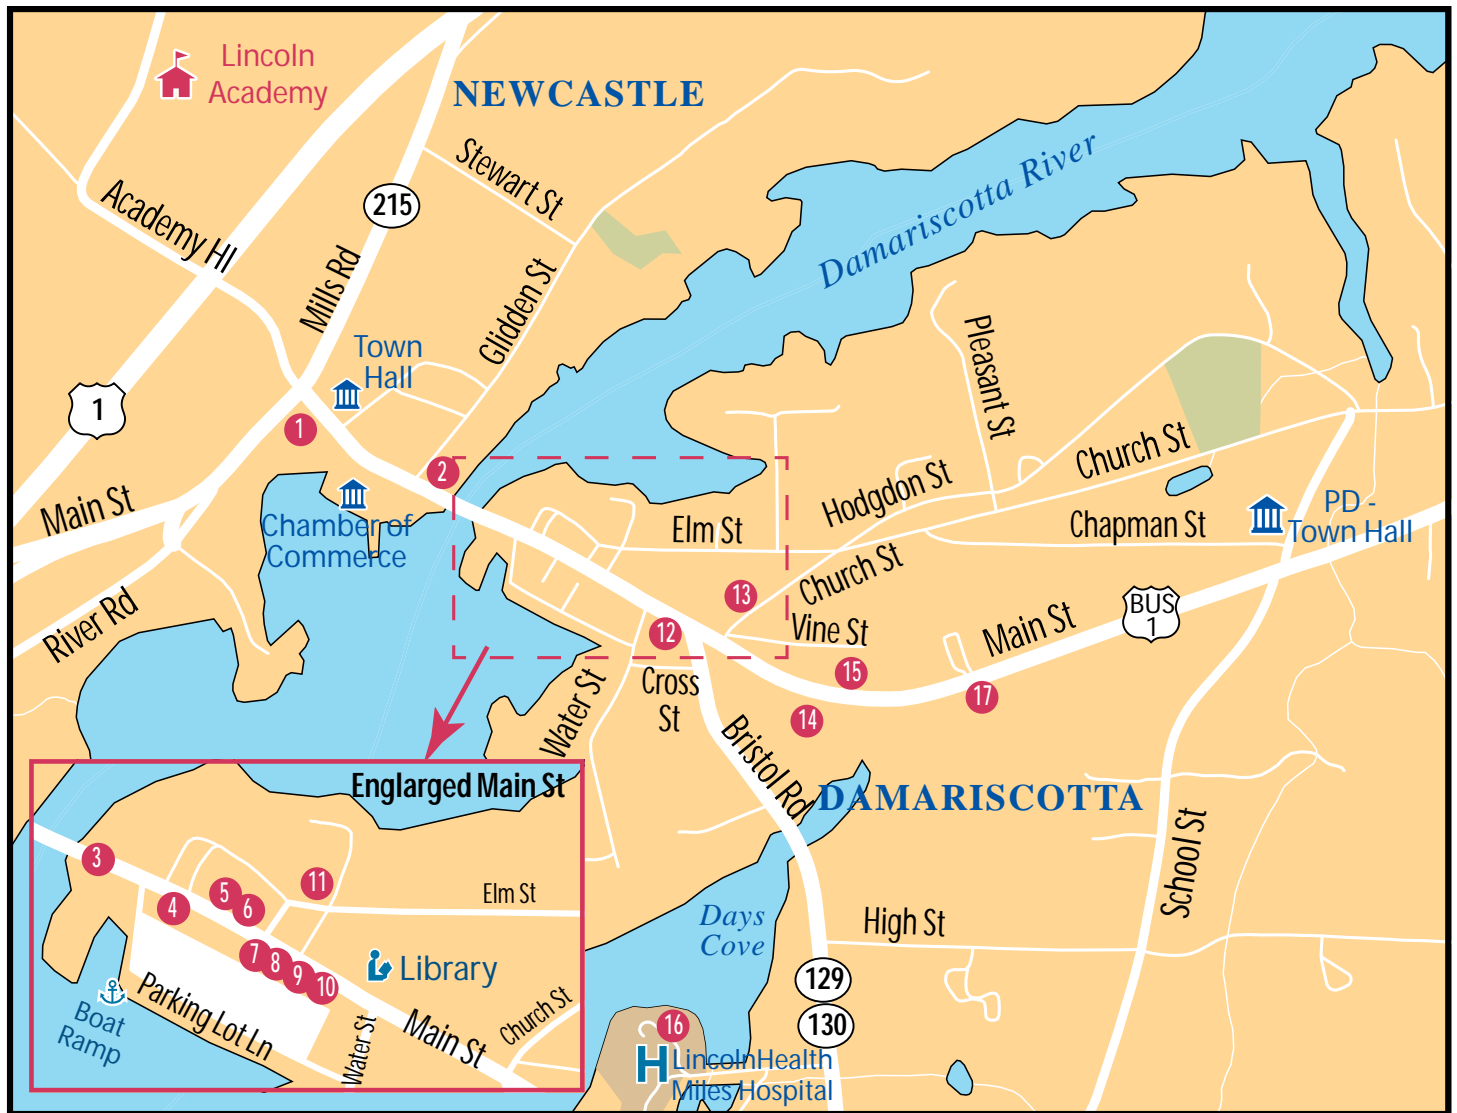 Lincoln
Academy
NEWCASTLE
Stewart St
Damariscotta River
215
Academy Hl
Mills Rd
Glidden St
Town
Hall
Pleasant St
1
1
2
Church St
Hodgdon St
Main St
Chamber of
Commerce
Elm St
Chapman St
PD -
Town Hall
River Rd
13
Church St
BUS
1
12
Vine St
Main St
15
17
Cross
St
14
Water St
Bristol Rd
DAMARISCOTTA
School St
Englarged Main St
3
4
5
6
11
Elm St
7
8
9
10
Library
Parking Lot Ln
Boat
Ramp
Water St
Main St
Church St
Days
Cove
High St
129
130
16
H
LincolnHealth
Miles Hospital